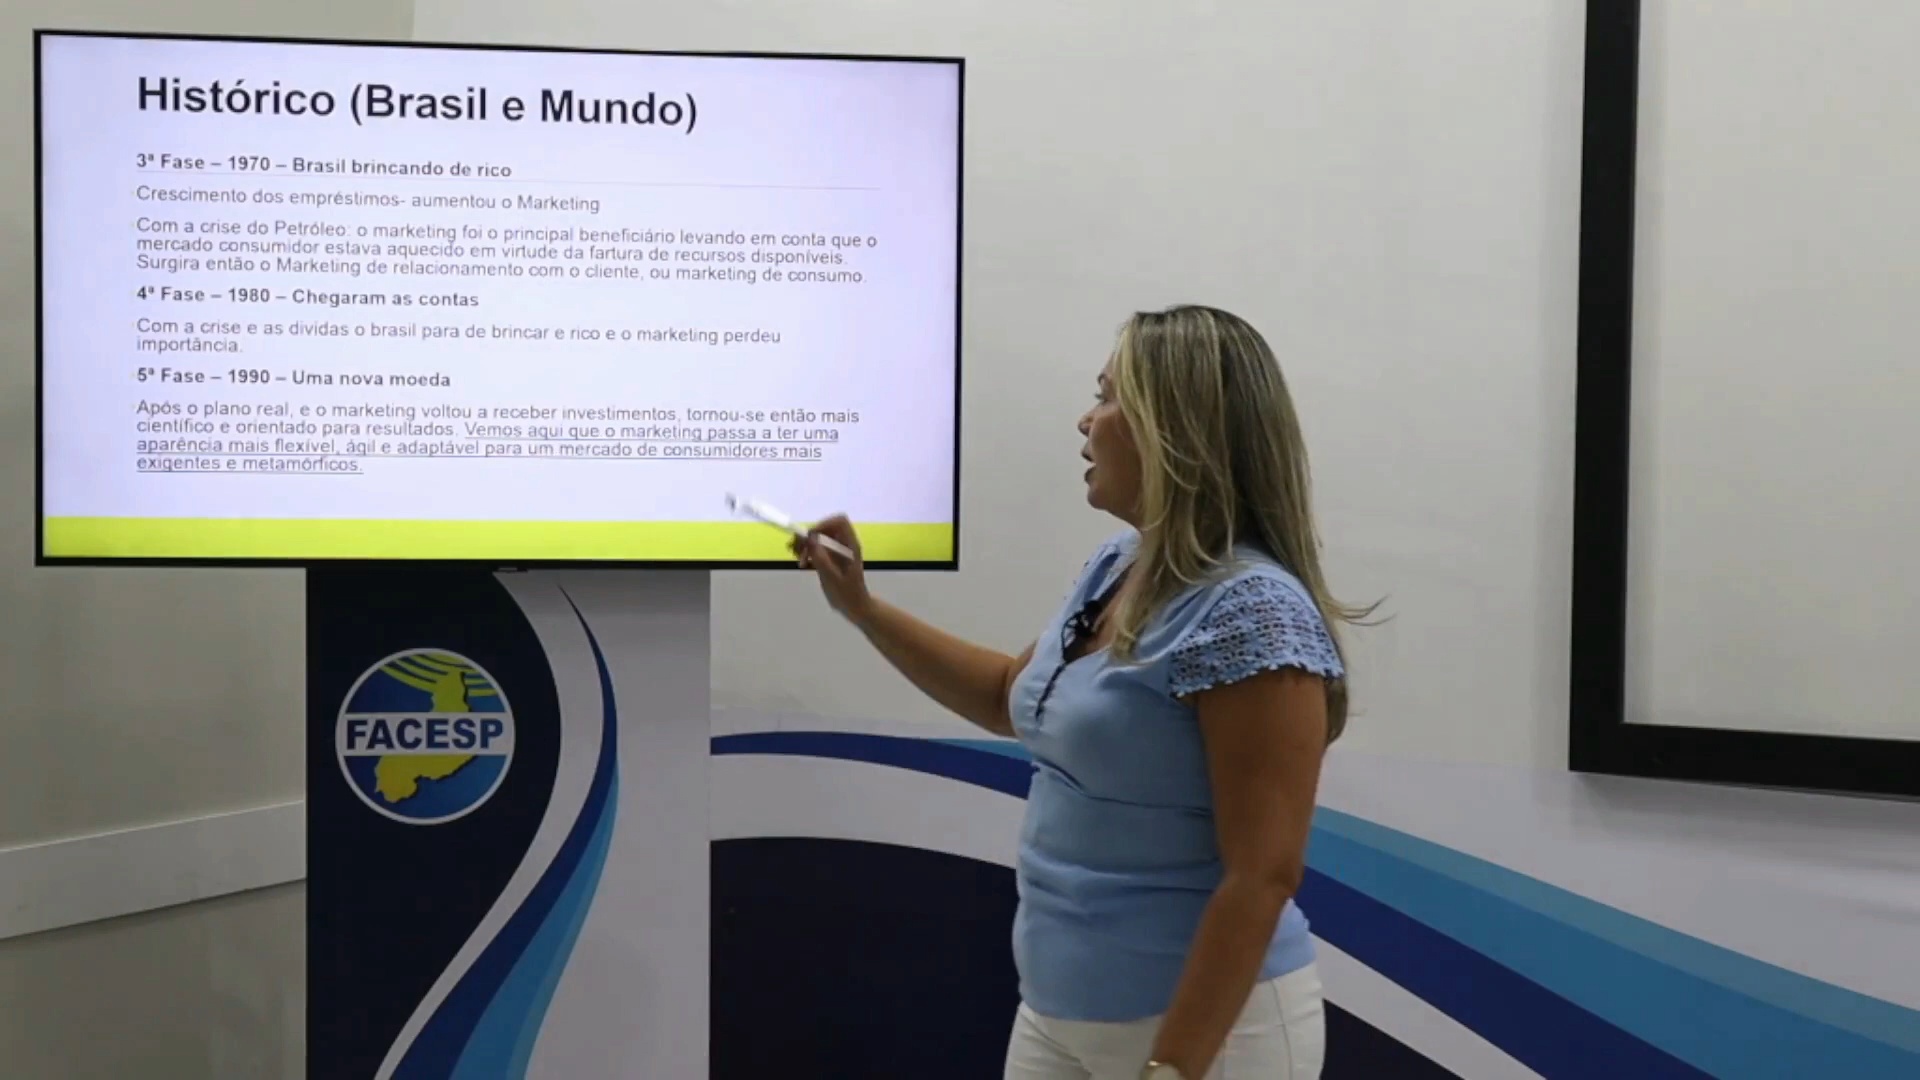 Histórico (Brasil e Mundo)
3ª Fase – 1970 – Brasil brincando de rico
Crescimento dos empréstimos- aumentou o Marketing
Com a crise do Petróleo: o marketing foi o principal beneficiário levando em conta que o
mercado consumidor estava aquecido em virtude da fartura de recursos disponíveis.
Surgira então o Marketing de relacionamento com o cliente, ou marketing de consumo.
4ª Fase – 1980 – Chegaram as contas
Com a crise e as dividas o brasil para de brincar e rico e o marketing perdeu
importância.
5ª Fase – 1990 – Uma nova moeda
Após o plano real, e o marketing voltou a receber investimentos, tornou-se então mais
científico e orientado para resultados. Vemos aqui que o marketing passa a ter uma
aparência mais flexível, ágil e adaptável para um mercado de consumidores mais
exigentes e metamórficos.
FACESP